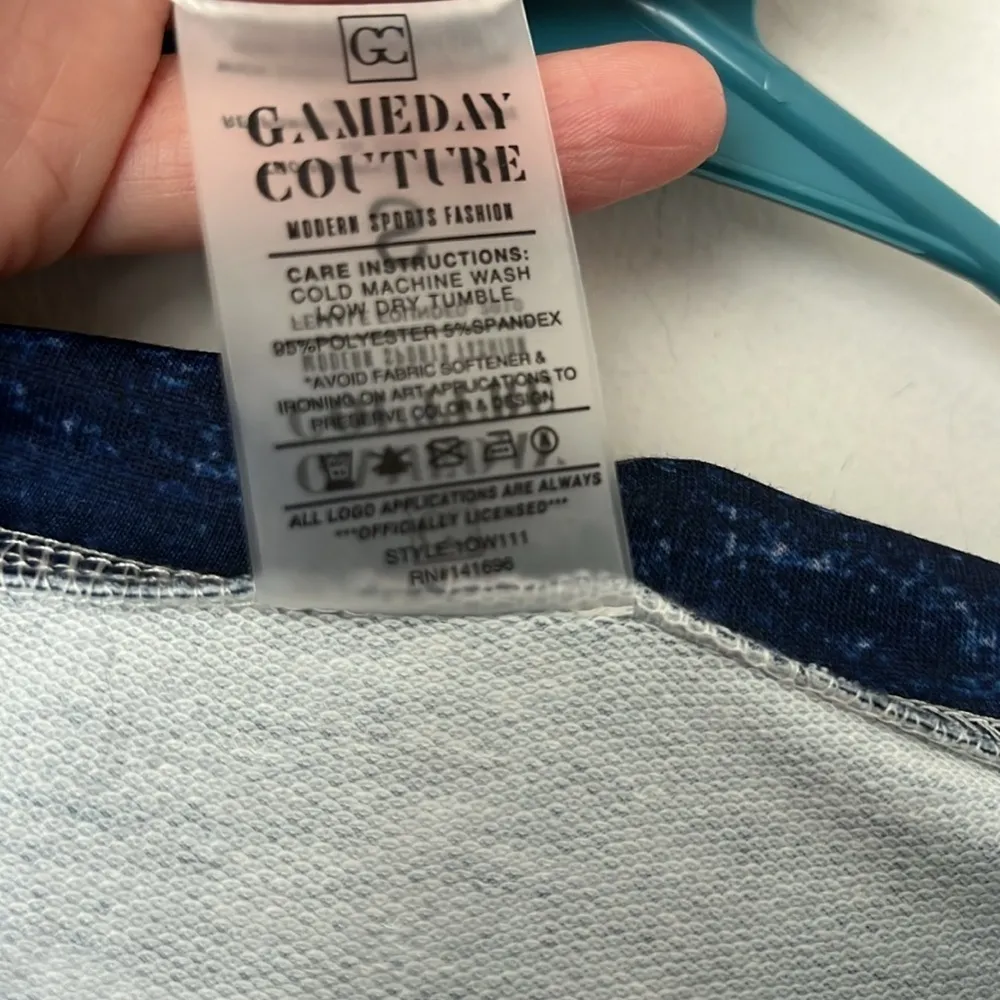 GC
GAMEDAY
COUTURE
MODERN SPORTS FASHION
CARE INSTRUCTIONS:
COLD MACHINE WASH
LOW DRY TUMBLE
95%POLYESTER 5%SPANDEX
*AVOID FABRIC SOFTENER &
IRONING ON ART APPLICATIONS TO
PRESERVE COLOR & DESIGN
ALL LOGO APPLICATIONS ARE ALWAYS
***OFFICIALLY LICENSED***
STYLE:1OW111
RN#141696